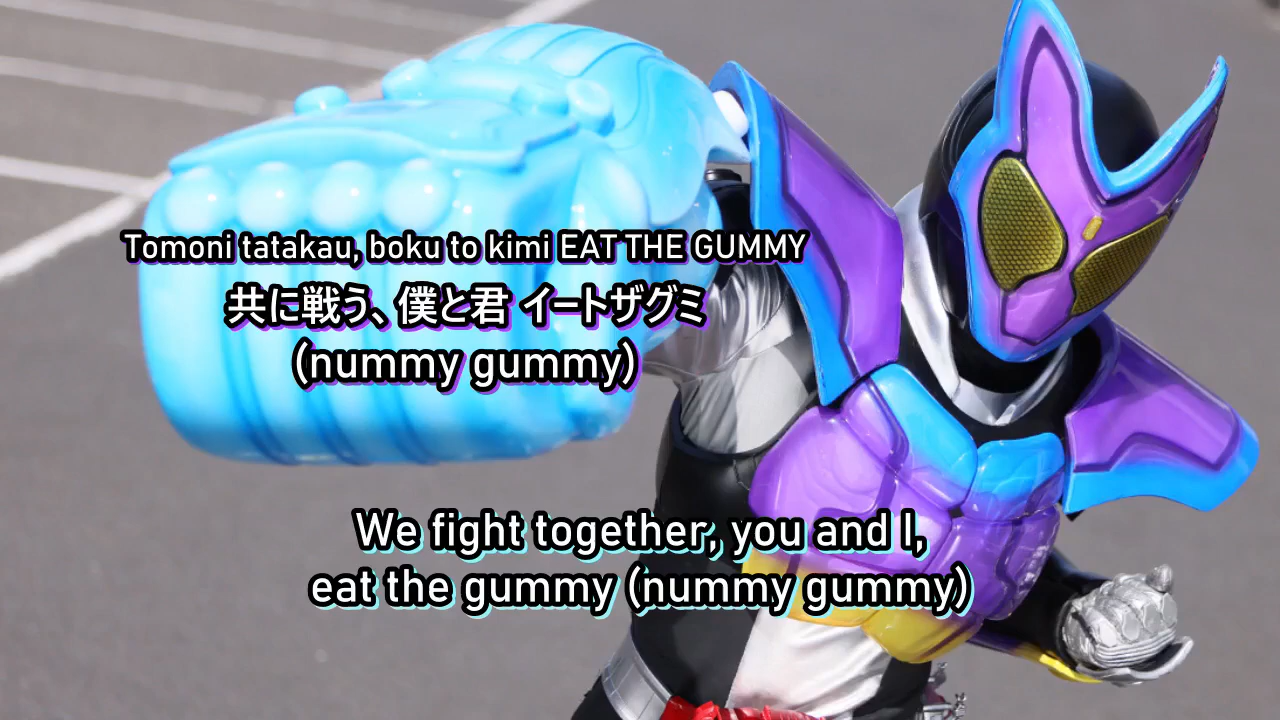 Tomoni tatakau, boku to kimi EAT THE GUMMY
共に戦う、僕と君 イートザグミ
(nummy gummy)
We fight together, you and I,
eat the gummy (nummy gummy)